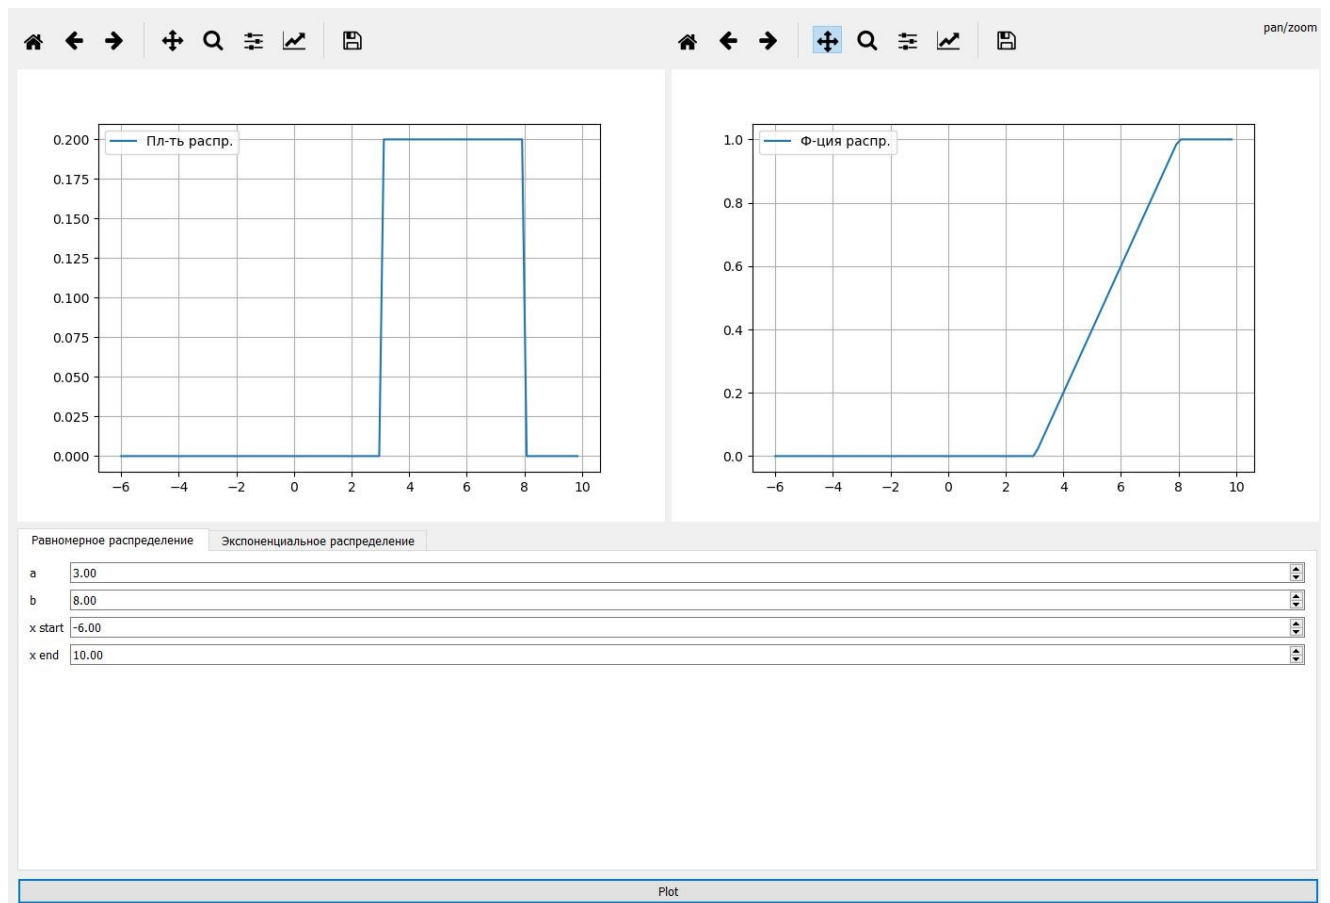 pan/zoom
Пл-ть распр.
0.200
0.175
0.150
0.125
0.100
0.075
0.050
0.025
0.000
−6 −4 −2 0 2 4 6 8 10
Ф-ция распр.
1.0
0.8
0.6
0.4
0.2
0.0
−6 −4 −2 0 2 4 6 8 10
Равномерное распределение Экспоненциальное распределение
a 3.00
b 8.00
x start -6.00
x end 10.00
Plot